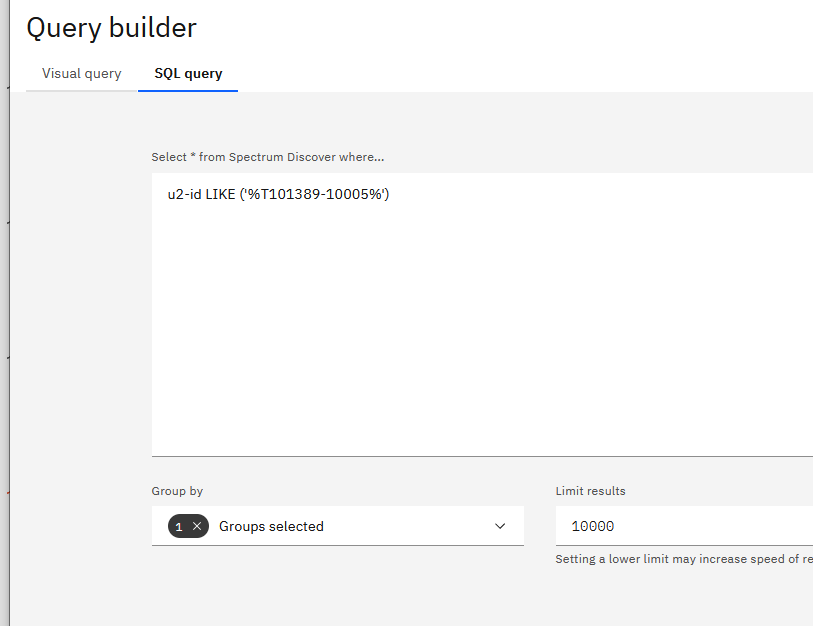 Query builder
Visual query SQL query
Select * from Spectrum Discover where...
u2-id LIKE ('%T101389-10005%')
Group by Limit results
1 × Groups selected 10000
Setting a lower limit may increase speed of re